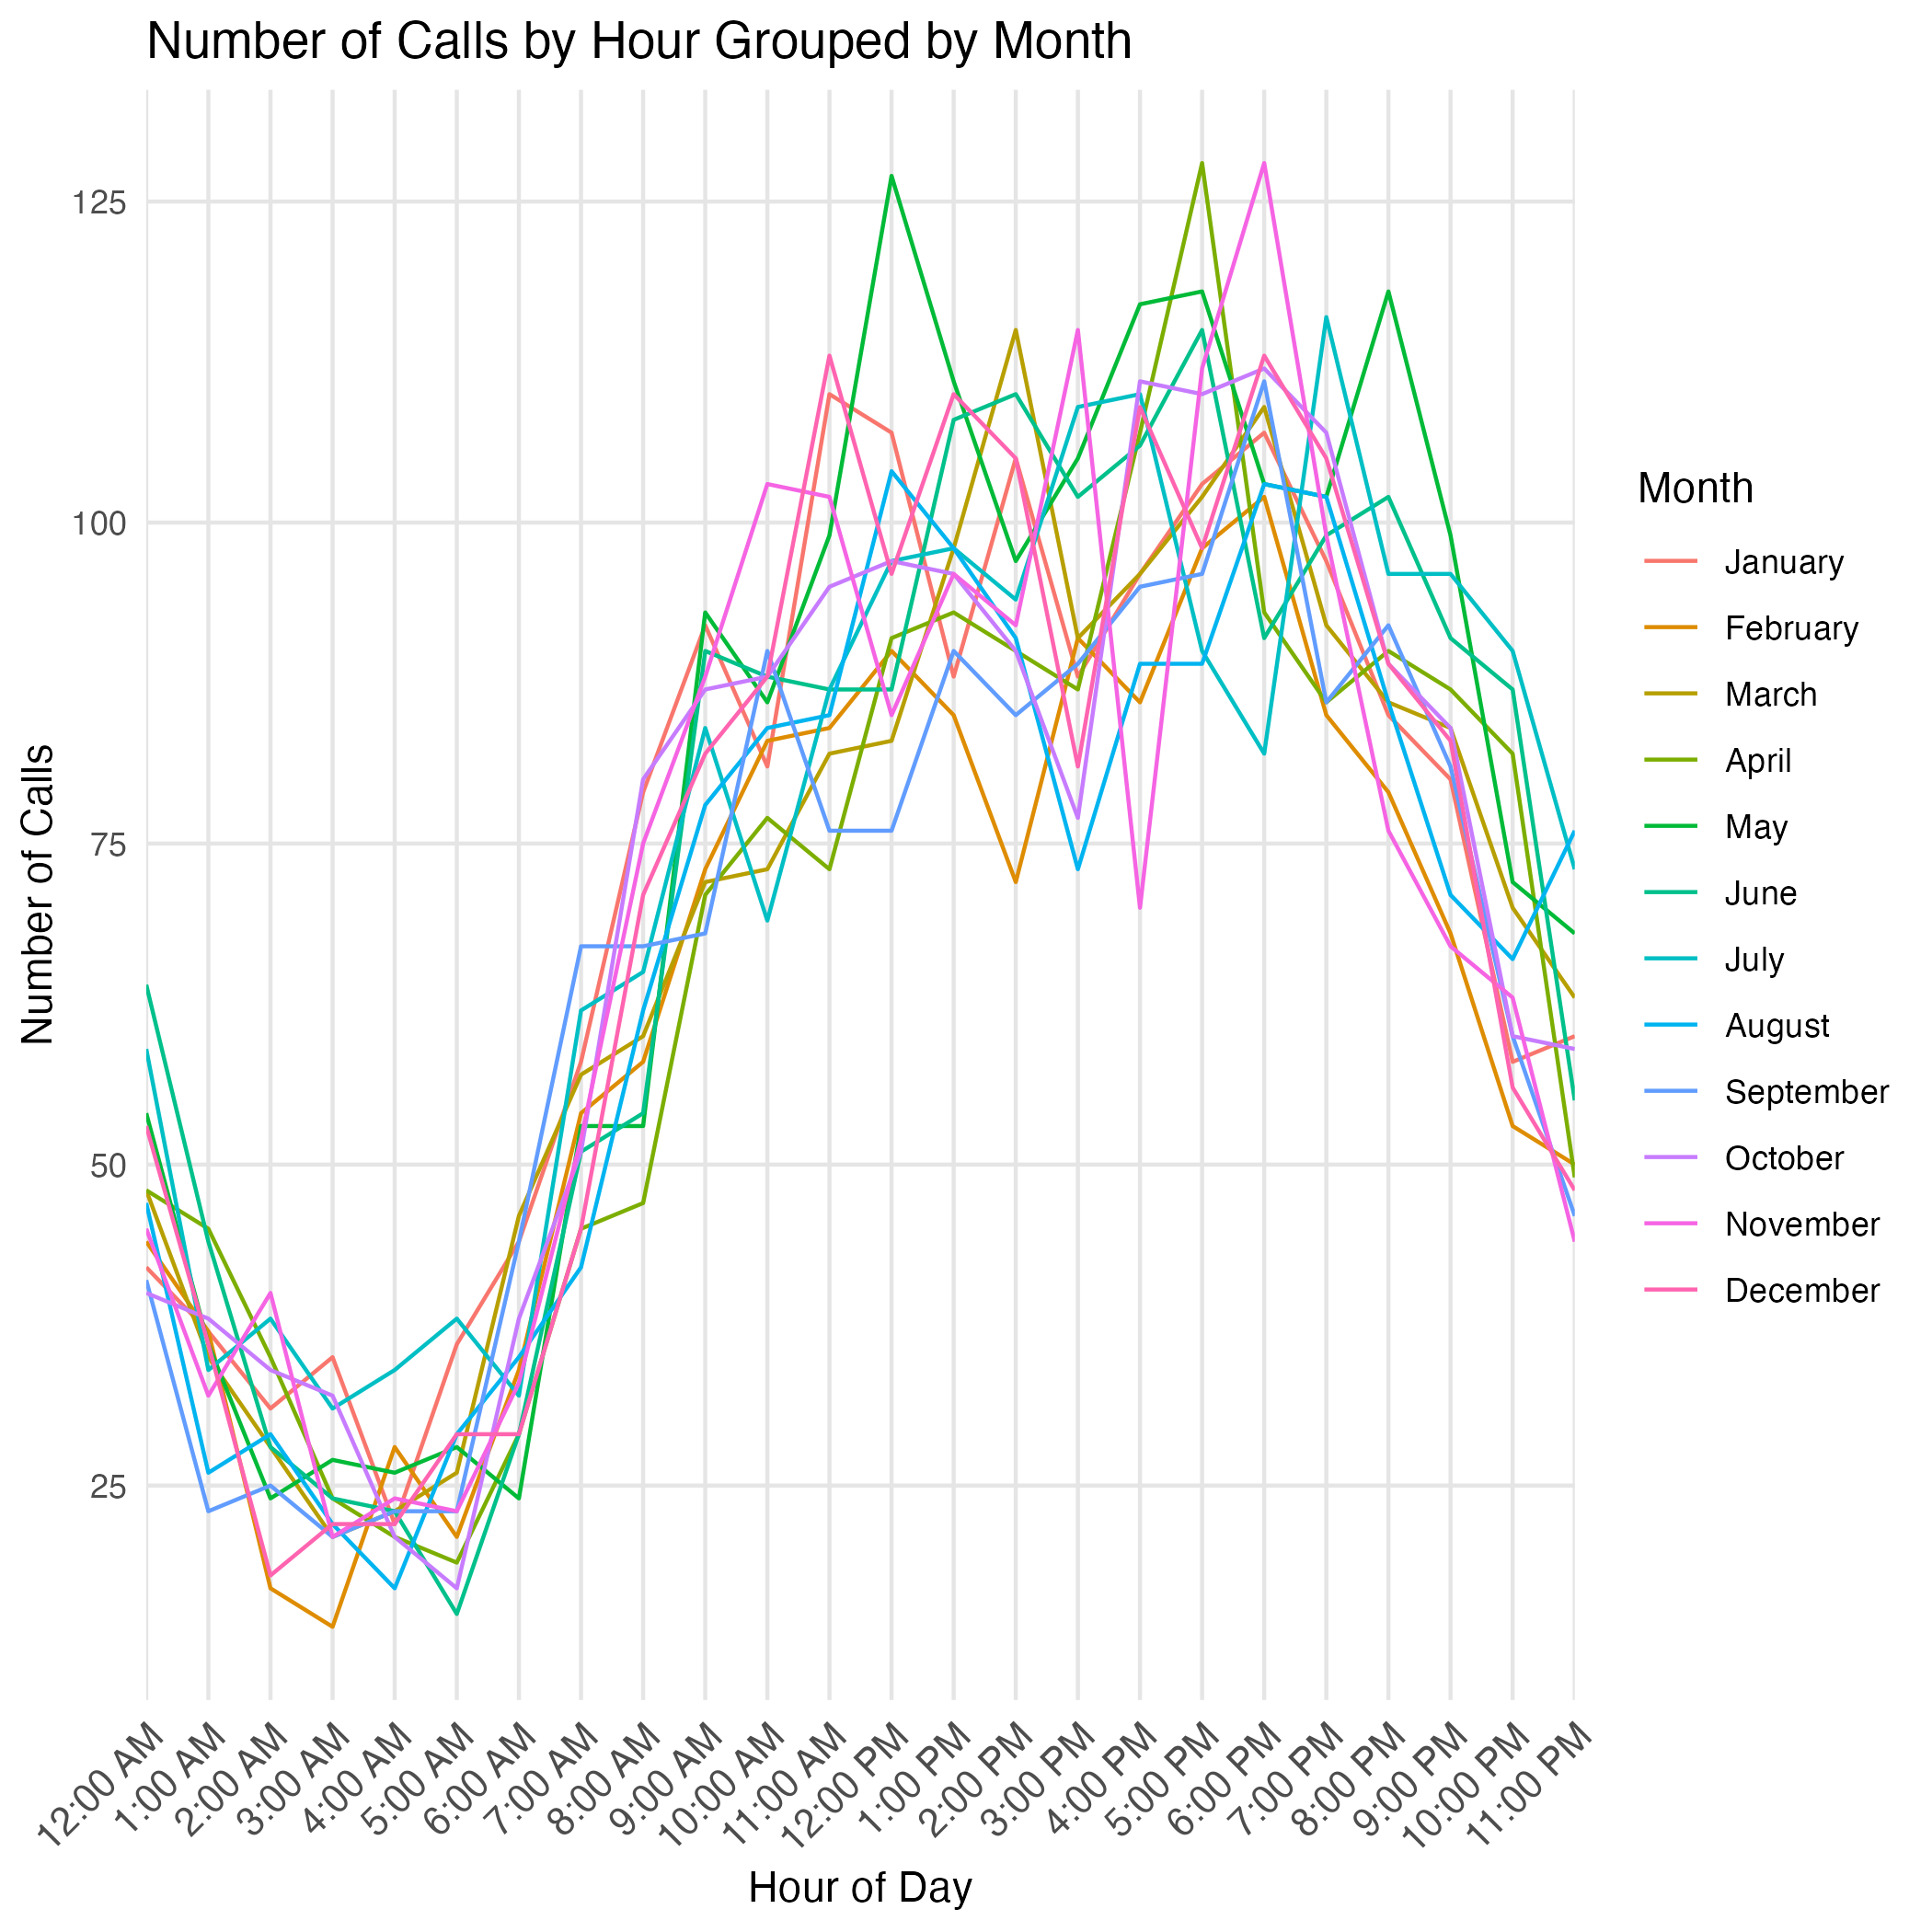 Number of Calls by Hour Grouped by Month
Number of Calls
125
100
75
50
25
12:00 AM
1:00 AM
2:00 AM
3:00 AM
4:00 AM
5:00 AM
6:00 AM
7:00 AM
8:00 AM
9:00 AM
10:00 AM
11:00 AM
12:00 PM
1:00 PM
2:00 PM
3:00 PM
4:00 PM
5:00 PM
6:00 PM
7:00 PM
8:00 PM
9:00 PM
10:00 PM
11:00 PM
Hour of Day
Month
January
February
March
April
May
June
July
August
September
October
November
December